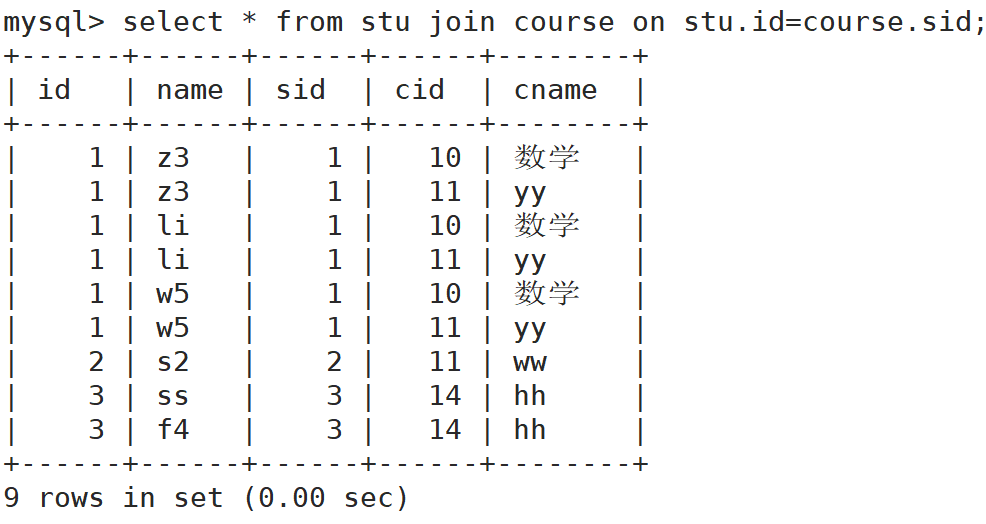 mysql> select * from stu join course on stu.id=course.sid;
+------+------+------+------+--------+
| id   | name | sid  | cid  | cname  |
+------+------+------+------+--------+
|    1 | z3   |    1 |   10 | 数学   |
|    1 | z3   |    1 |   11 | yy     |
|    1 | li   |    1 |   10 | 数学   |
|    1 | li   |    1 |   11 | yy     |
|    1 | w5   |    1 |   10 | 数学   |
|    1 | w5   |    1 |   11 | yy     |
|    2 | s2   |    2 |   11 | ww     |
|    3 | ss   |    3 |   14 | hh     |
|    3 | f4   |    3 |   14 | hh     |
+------+------+------+------+--------+
9 rows in set (0.00 sec)